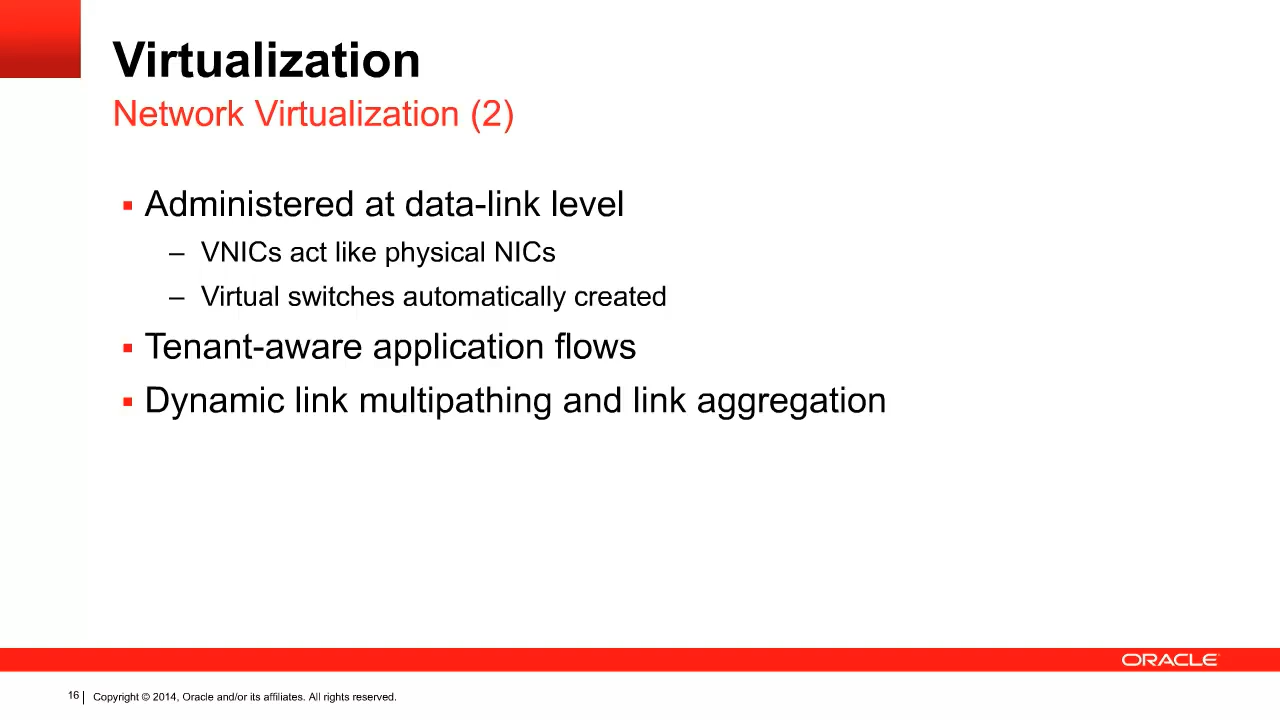 Virtualization
Network Virtualization (2)
▪ Administered at data-link level
– VNICs act like physical NICs
– Virtual switches automatically created
▪ Tenant-aware application flows
▪ Dynamic link multipathing and link aggregation
ORACLE
16 | Copyright © 2014, Oracle and/or its affiliates. All rights reserved.